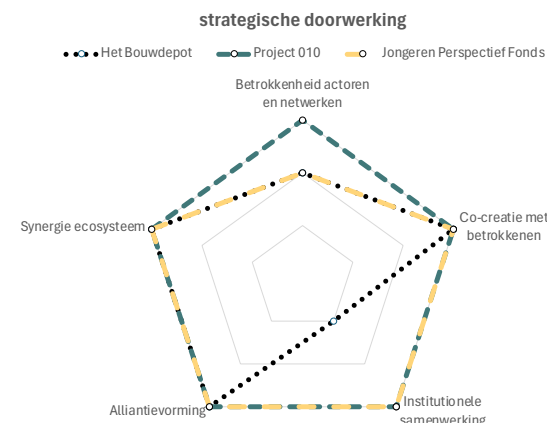 strategische doorwerking
Het Bouwdepot Project 010 Jongeren Perspectief Fonds
Betrokkenheid actoren
en netwerken
Synergie ecosysteem
Co-creatie met
betrokkenen
Alliantievorming
Institutionele
samenwerking